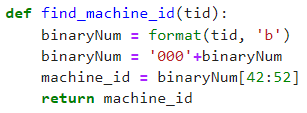 def find_machine_id(tid):
    binaryNum = format(tid, 'b')
    binaryNum = '000'+binaryNum
    machine_id = binaryNum[42:52]
    return machine_id